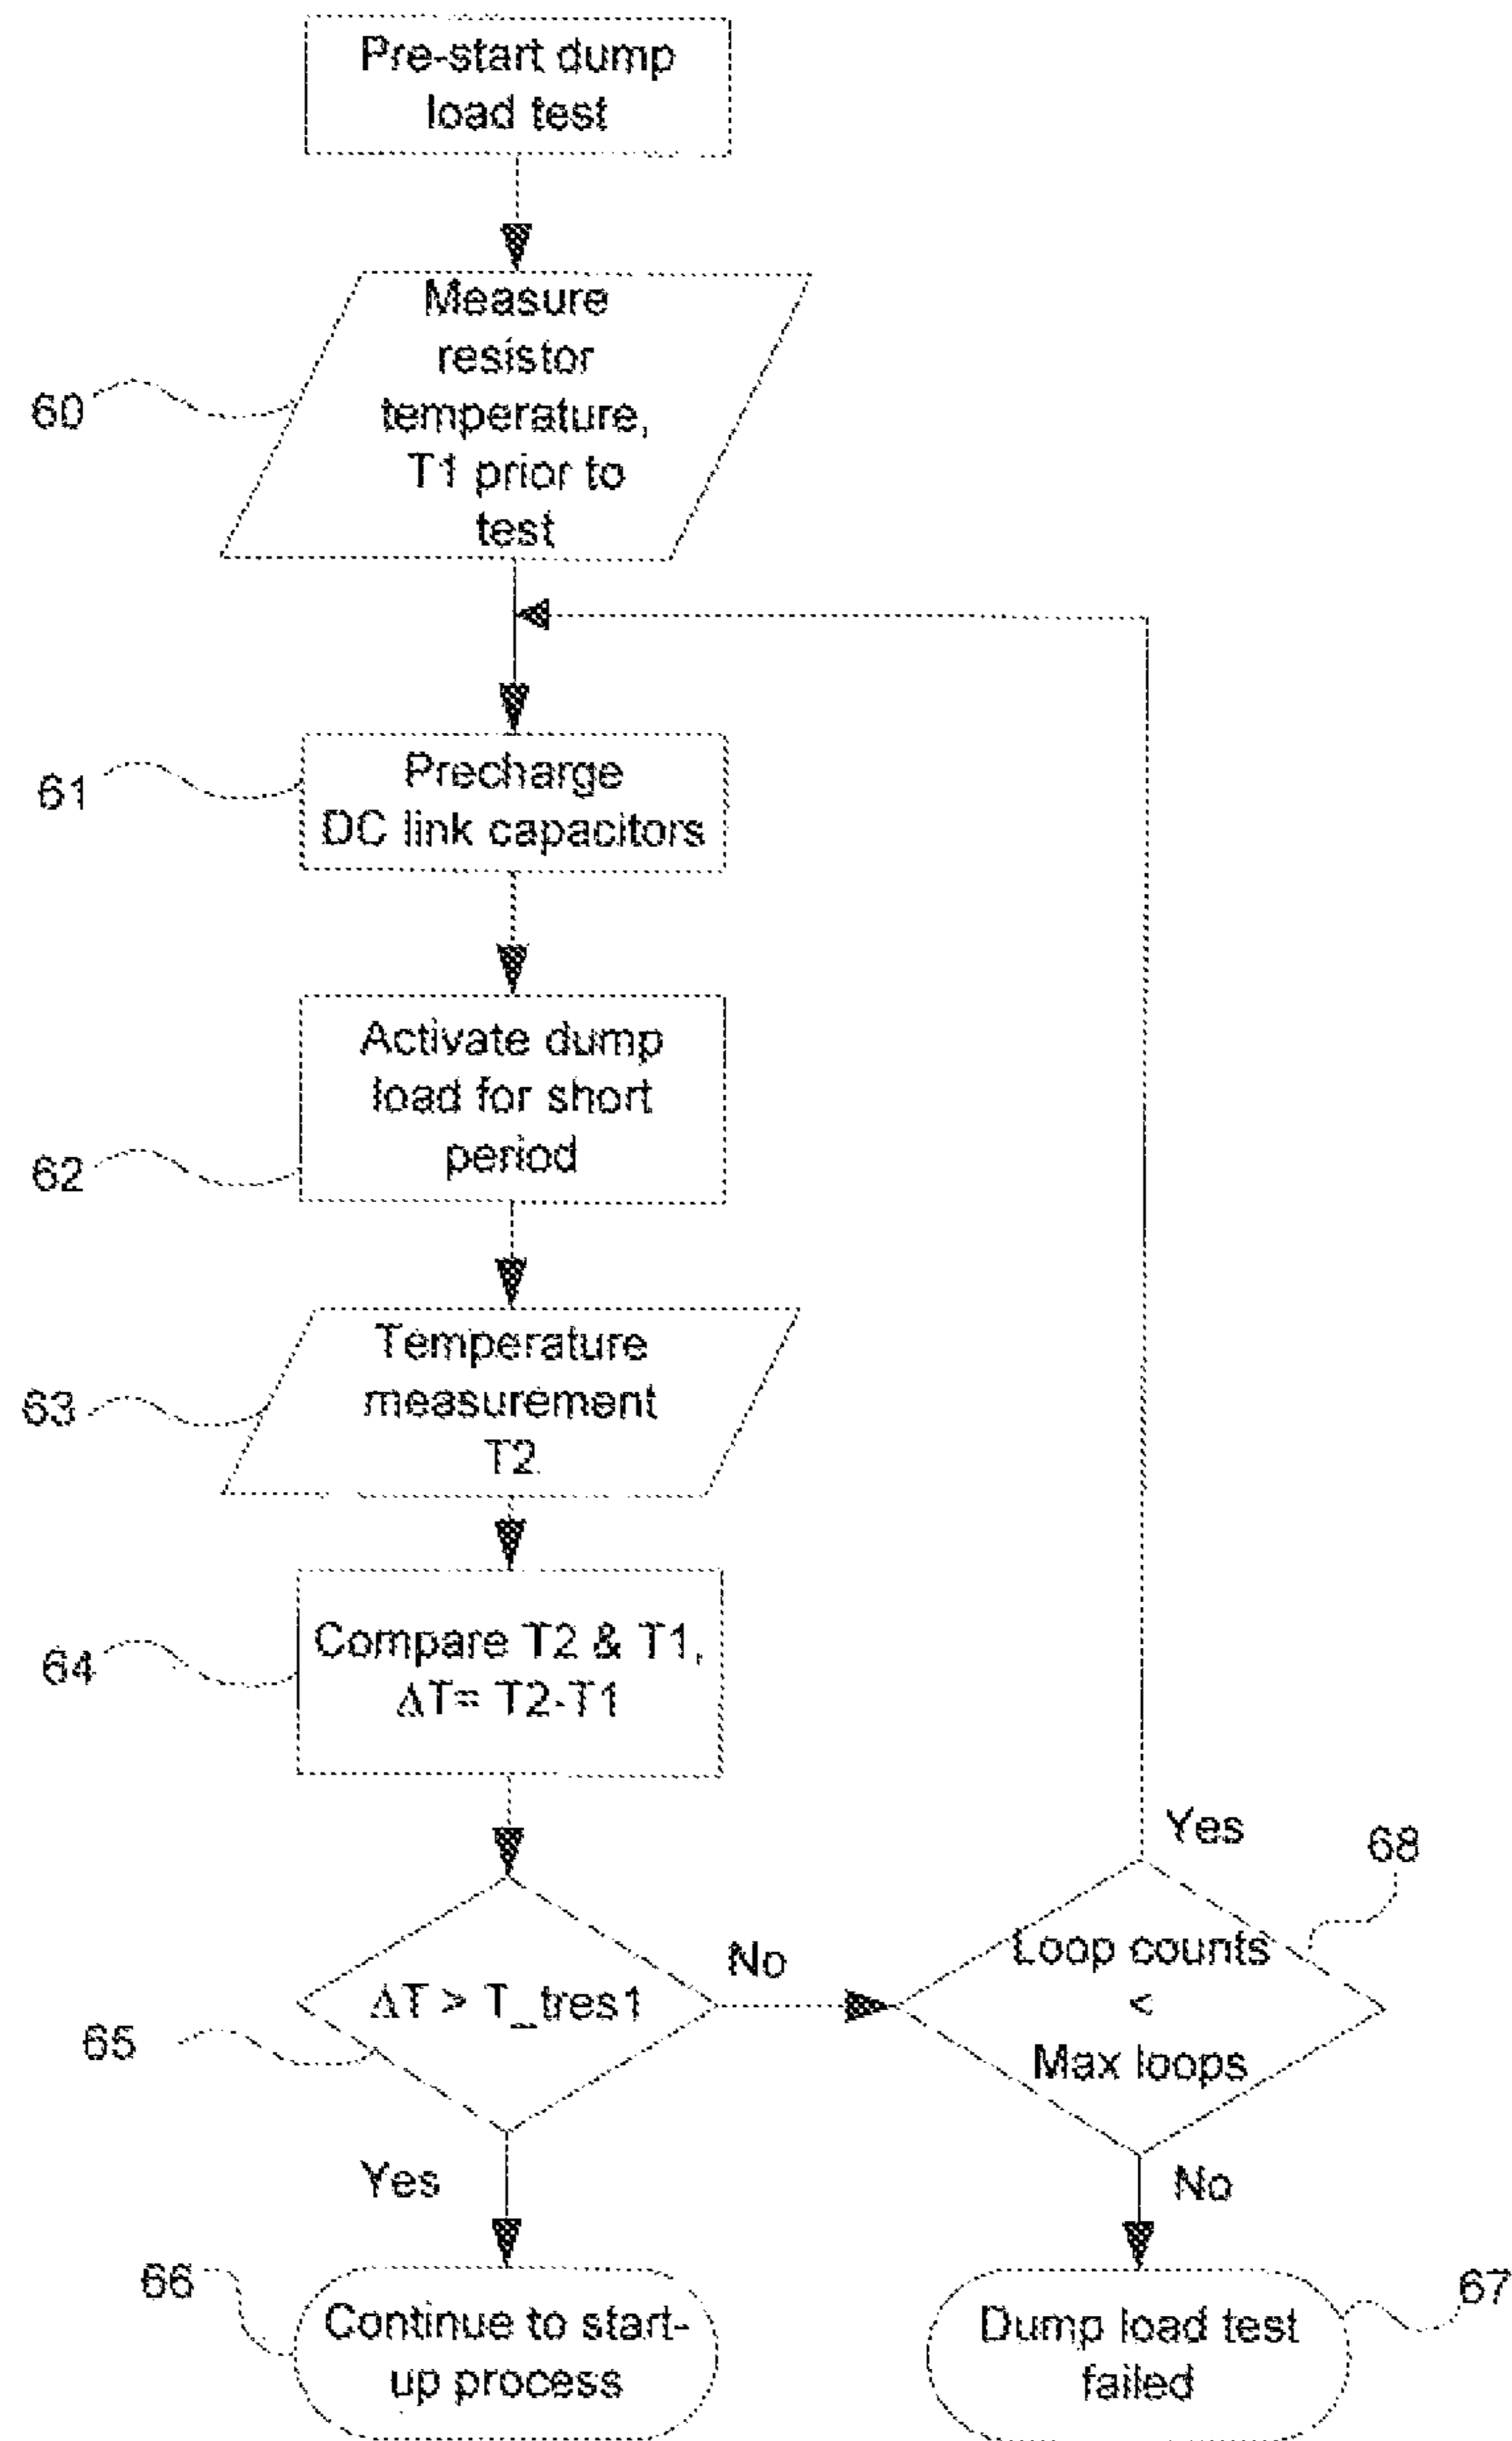 Pre-start dump
load test
Measure
resistor
temperature,
T1 prior to
test
60
Precharge
DC link capacitors
61
Activate dump
load for short
period
62
Temperature
measurement
T2
63
Compare T2 & T1,
ΔT= T2-T1
64
ΔT > T_tres1
65
No
Yes
Loop counts
<
Max loops
68
Yes
No
Continue to start-
up process
66
Dump load test
failed
67